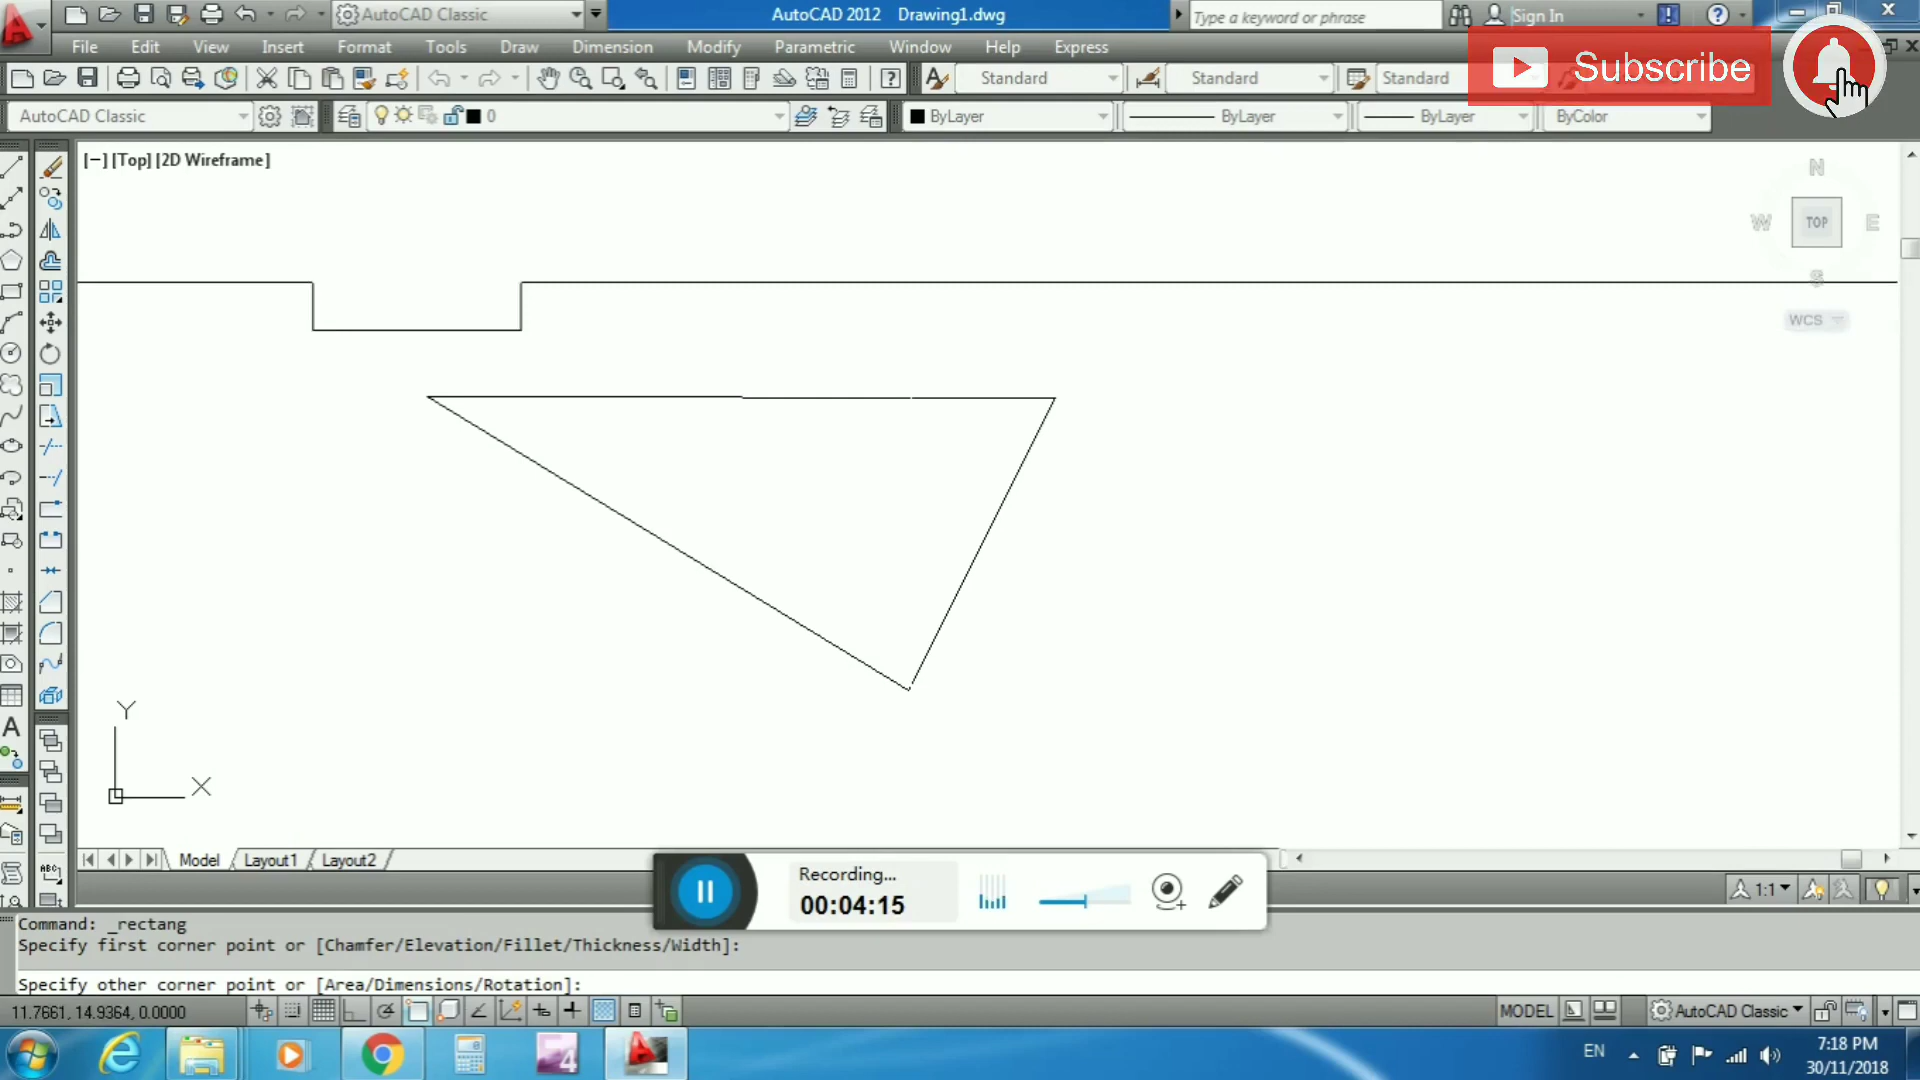 AutoCAD Classic
AutoCAD 2012 Drawing1.dwg
Type a keyword or phrase
Sign In
File Edit View Insert Format Tools Draw Dimension Modify Parametric Window Help Express
Standard Standard Standard
Subscribe
AutoCAD Classic 0 ByLayer ByLayer ByLayer ByColor
[−] [Top] [2D Wireframe]
N
W TOP E
S
WCS
Y
X
Model Layout1 Layout2
Recording...
00:04:15
1:1
Command: _rectang
Specify first corner point or [Chamfer/Elevation/Fillet/Thickness/Width]:
Specify other corner point or [Area/Dimensions/Rotation]:
11.7661, 14.9364, 0.0000
MODEL AutoCAD Classic
EN
7:18 PM
30/11/2018